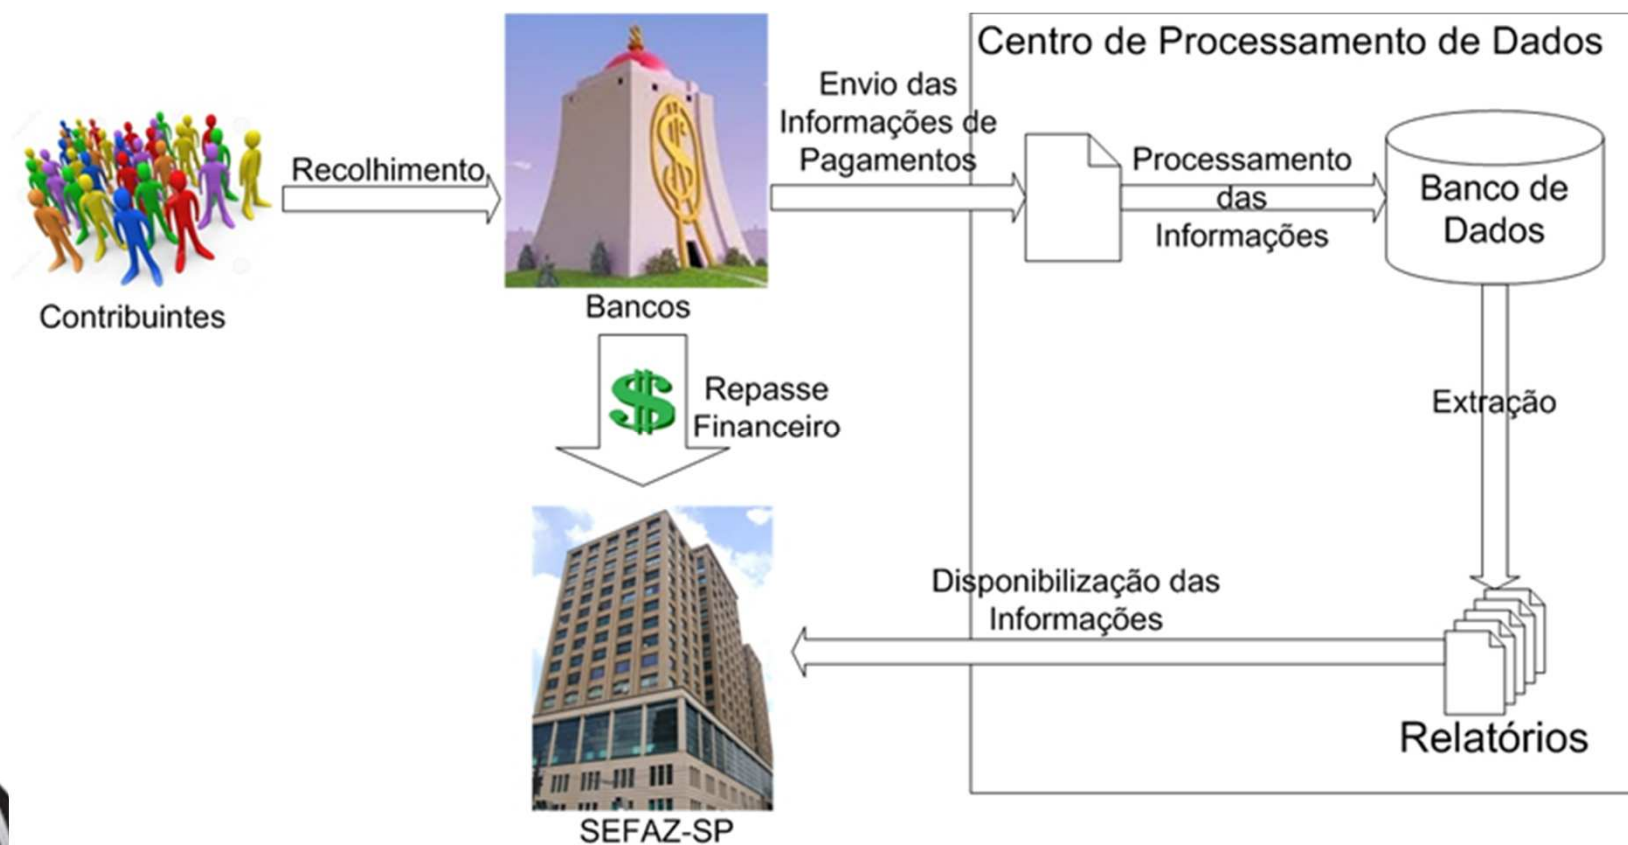 Centro de Processamento de Dados
Envio das
Informações de
Pagamentos
Recolhimento
Processamento
das
Informações
Banco de
Dados
Contribuintes
Bancos
Repasse
Financeiro
Extração
Disponibilização das
Informações
Relatórios
SEFAZ-SP